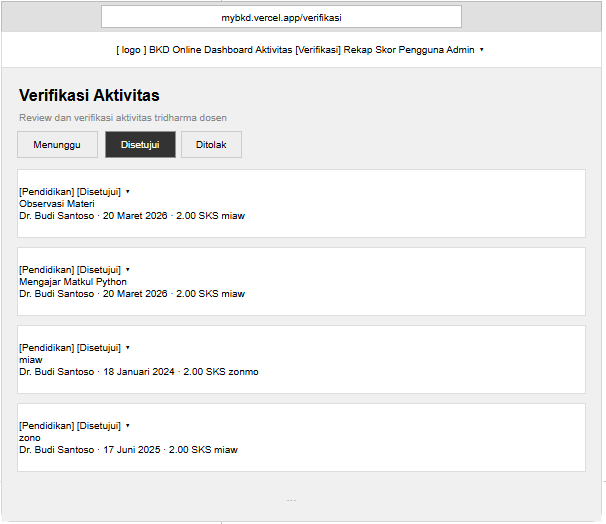 mybkd.vercel.app/verifikasi
[ logo ] BKD Online Dashboard Aktivitas [Verifikasi] Rekap Skor Pengguna Admin ▾
Verifikasi Aktivitas
Review dan verifikasi aktivitas tridharma dosen
Menunggu Disetujui Ditolak
[Pendidikan] [Disetujui] ▾
Observasi Materi
Dr. Budi Santoso · 20 Maret 2026 · 2.00 SKS miaw
[Pendidikan] [Disetujui] ▾
Mengajar Matkul Python
Dr. Budi Santoso · 20 Maret 2026 · 2.00 SKS miaw
[Pendidikan] [Disetujui] ▾
miaw
Dr. Budi Santoso · 18 Januari 2024 · 2.00 SKS zonmo
[Pendidikan] [Disetujui] ▾
zono
Dr. Budi Santoso · 17 Juni 2025 · 2.00 SKS miaw
...